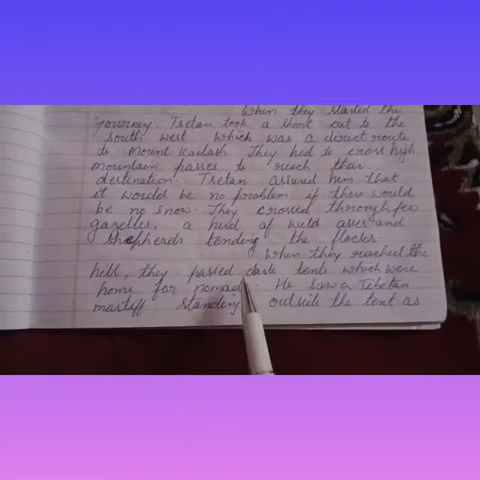 When they started the
journey. Tsetan took a short cut to the
south west. Which was a direct route
to Mount Kailash. They had to cross high
mountain passes to reach their
destination. Tsetan assured him that
it would be no problem if there would
be no snow. They crossed through few
gazelles, a herd of wild asses and
shepherds tending the flocks.
When they reached the
hell, they passed dark tents which were
home for nomads. He saw a Tibetan
mastiff standing outside the tent as